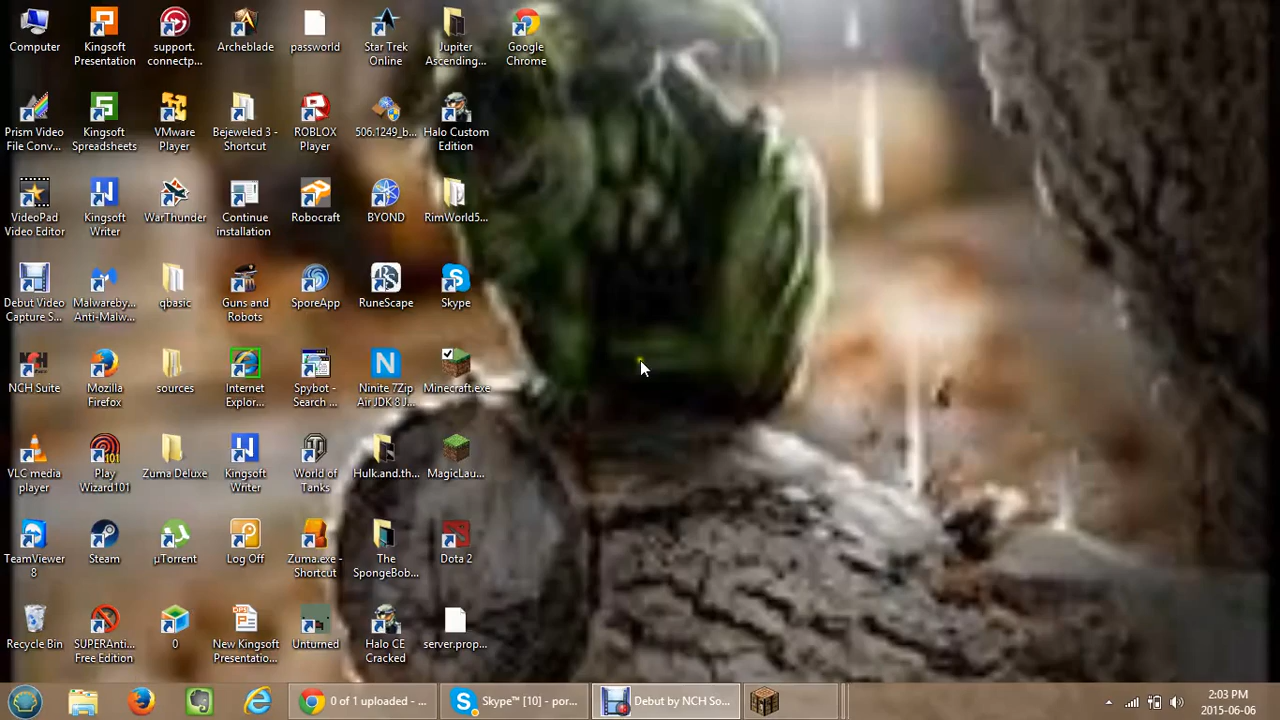 Computer
Kingsoft
Presentation
support.
connectp...
Archeblade
passworld
Star Trek
Online
Jupiter
Ascending....
Google
Chrome
Prism Video
File Conv...
Kingsoft
Spreadsheets
VMware
Player
Bejeweled 3 -
Shortcut
ROBLOX
Player
506.1249_b...
Halo Custom
Edition
VideoPad
Video Editor
Kingsoft
Writer
WarThunder
Continue
installation
Robocraft
BYOND
RimWorld5...
Debut Video
Capture S...
Malwareby...
Anti-Malw...
qbasic
Guns and
Robots
SporeApp
RuneScape
Skype
NCH Suite
Mozilla
Firefox
sources
Internet
Explor...
Spybot -
Search ...
Ninite 7Zip
Air JDK 8 J...
Minecraft.exe
VLC media
player
Play
Wizard101
Zuma Deluxe
Kingsoft
Writer
World of
Tanks
Hulk.and.th...
MagicLau...
TeamViewer
8
Steam
µTorrent
Log Off
Zuma.exe -
Shortcut
The
SpongeBob...
Dota 2
Recycle Bin
SUPERAnti...
Free Edition
0
New Kingsoft
Presentatio...
Unturned
Halo CE
Cracked
server.prop...
0 of 1 uploaded - ...
Skype™ [10] - por...
Debut by NCH So...
2:03 PM
2015-06-06